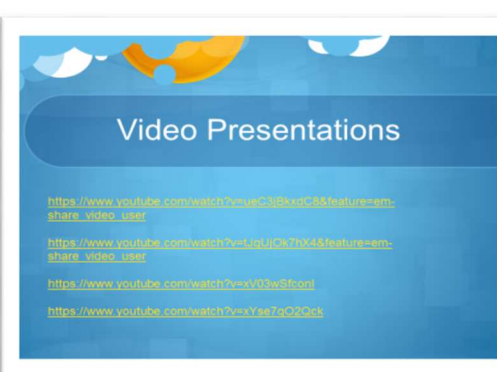 Video Presentations
https://www.youtube.com/watch?v=ueC3jBkxdC8&feature=em-
share_video_user
https://www.youtube.com/watch?v=tJqUjOk7hX4&feature=em-
share_video_user
https://www.youtube.com/watch?v=xV03wSfconI
https://www.youtube.com/watch?v=xYse7qO2Qck